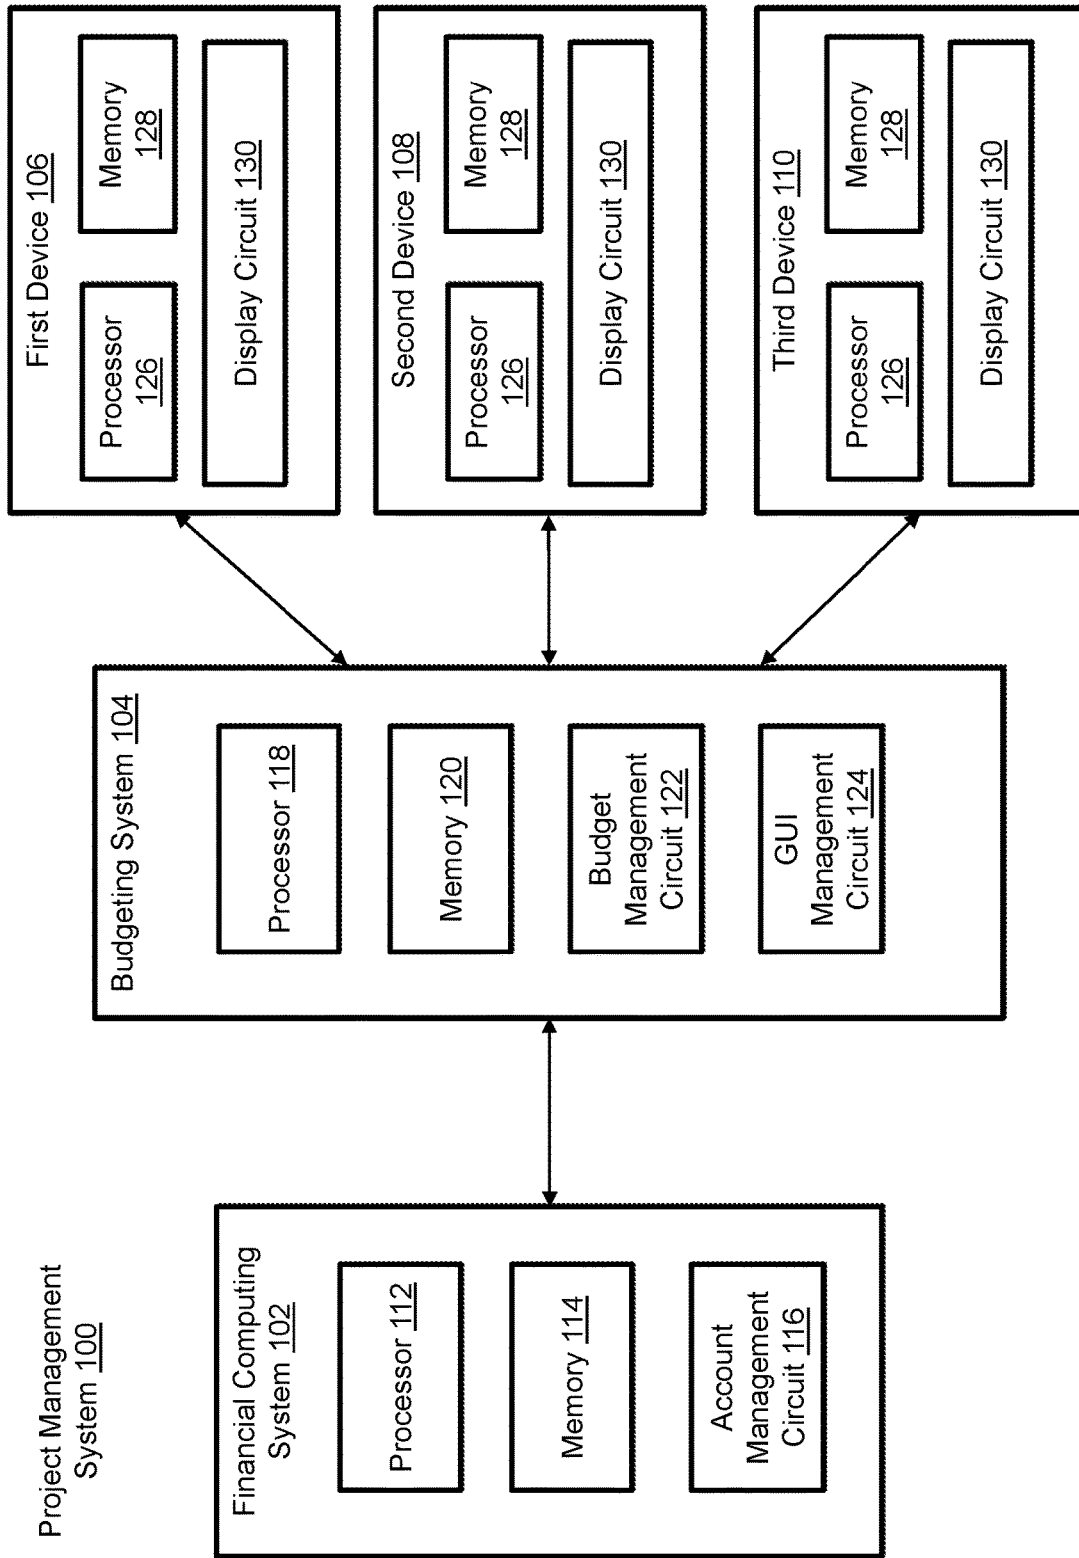 Project Management
System 100
Financial Computing
System 102
Processor 112
Memory 114
Account
Management
Circuit 116
Budgeting System 104
Processor 118
Memory 120
Budget
Management
Circuit 122
GUI
Management
Circuit 124
First Device 106
Processor
126
Memory
128
Display Circuit 130
Second Device 108
Processor
126
Memory
128
Display Circuit 130
Third Device 110
Processor
126
Memory
128
Display Circuit 130